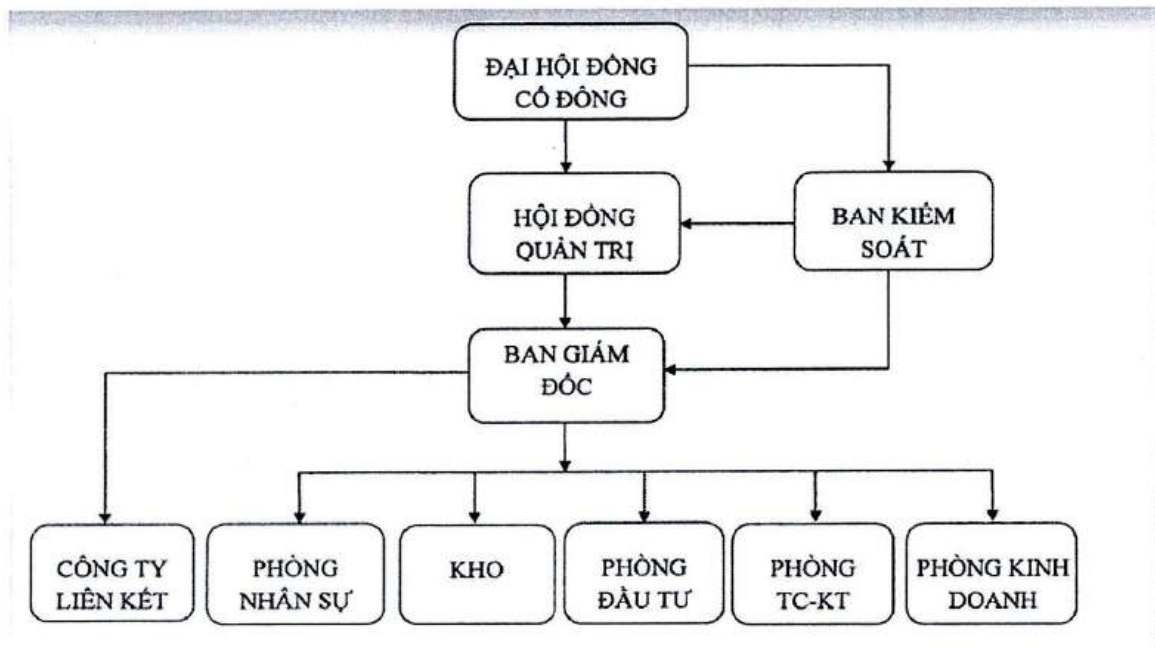 ĐẠI HỘI ĐỒNG
CỔ ĐÔNG
HỘI ĐỒNG
QUẢN TRỊ
BAN KIỂM
SOÁT
BAN GIÁM
ĐỐC
CÔNG TY
LIÊN KẾT
PHÒNG
NHÂN SỰ
KHO
PHÒNG
ĐẦU TƯ
PHÒNG
TC-KT
PHÒNG KINH
DOANH